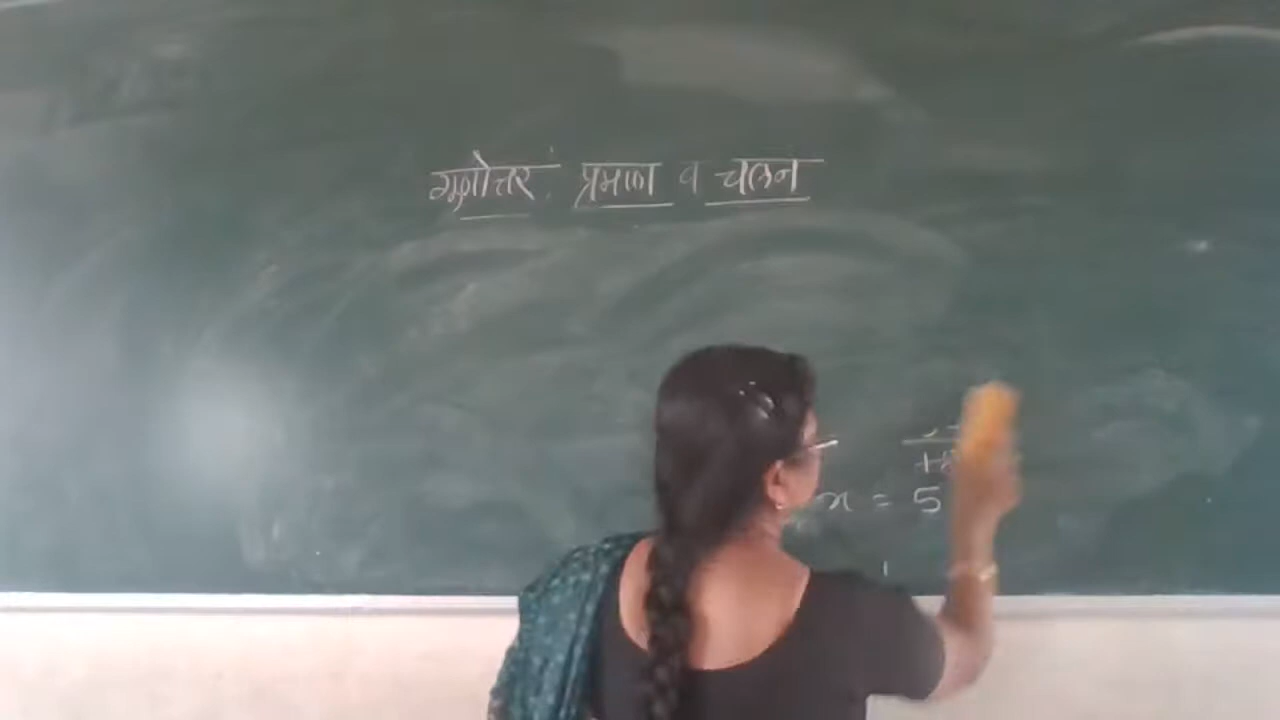 गुणोत्तर प्रमाण व चलन
x = 5